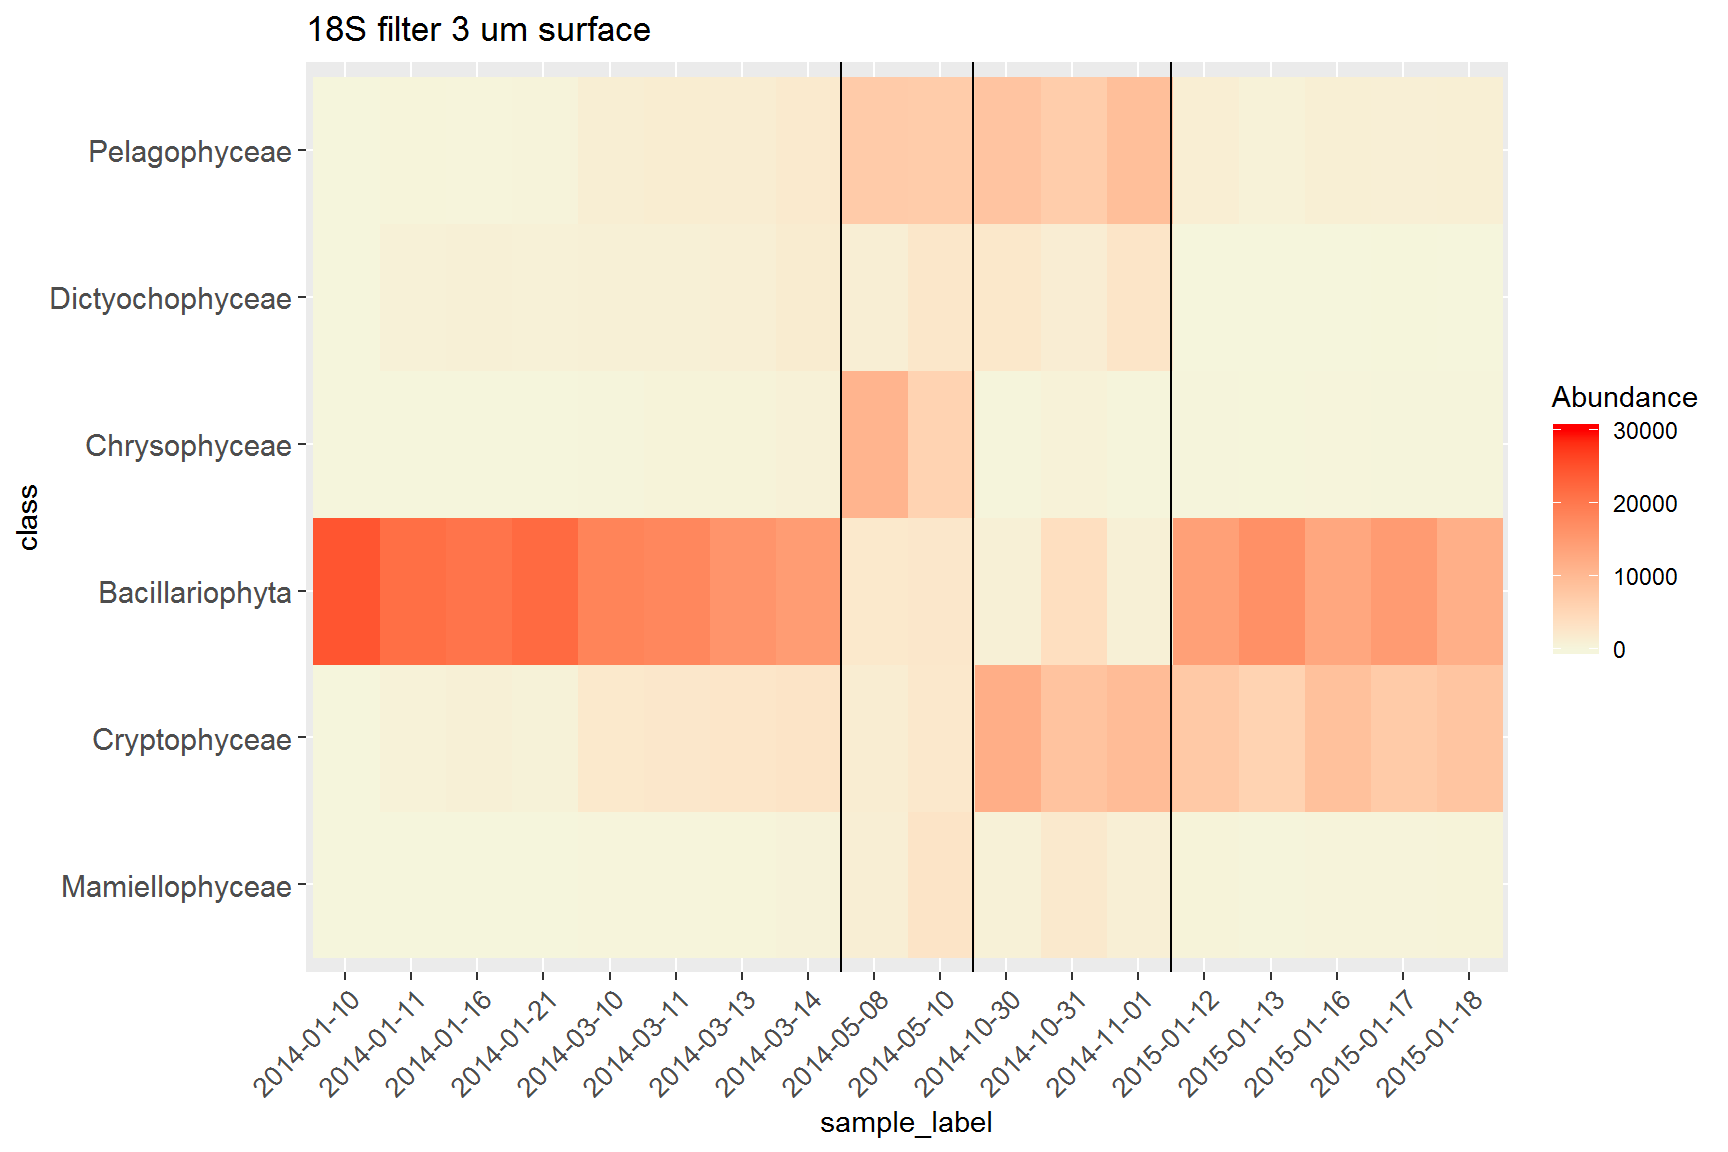 18S filter 3 um surface
class
Pelagophyceae
Dictyochophyceae
Chrysophyceae
Bacillariophyta
Cryptophyceae
Mamiellophyceae
2014-01-10
2014-01-11
2014-01-16
2014-01-21
2014-03-10
2014-03-11
2014-03-13
2014-03-14
2014-05-08
2014-05-10
2014-10-30
2014-10-31
2014-11-01
2015-01-12
2015-01-13
2015-01-16
2015-01-17
2015-01-18
sample_label
Abundance
30000
20000
10000
0